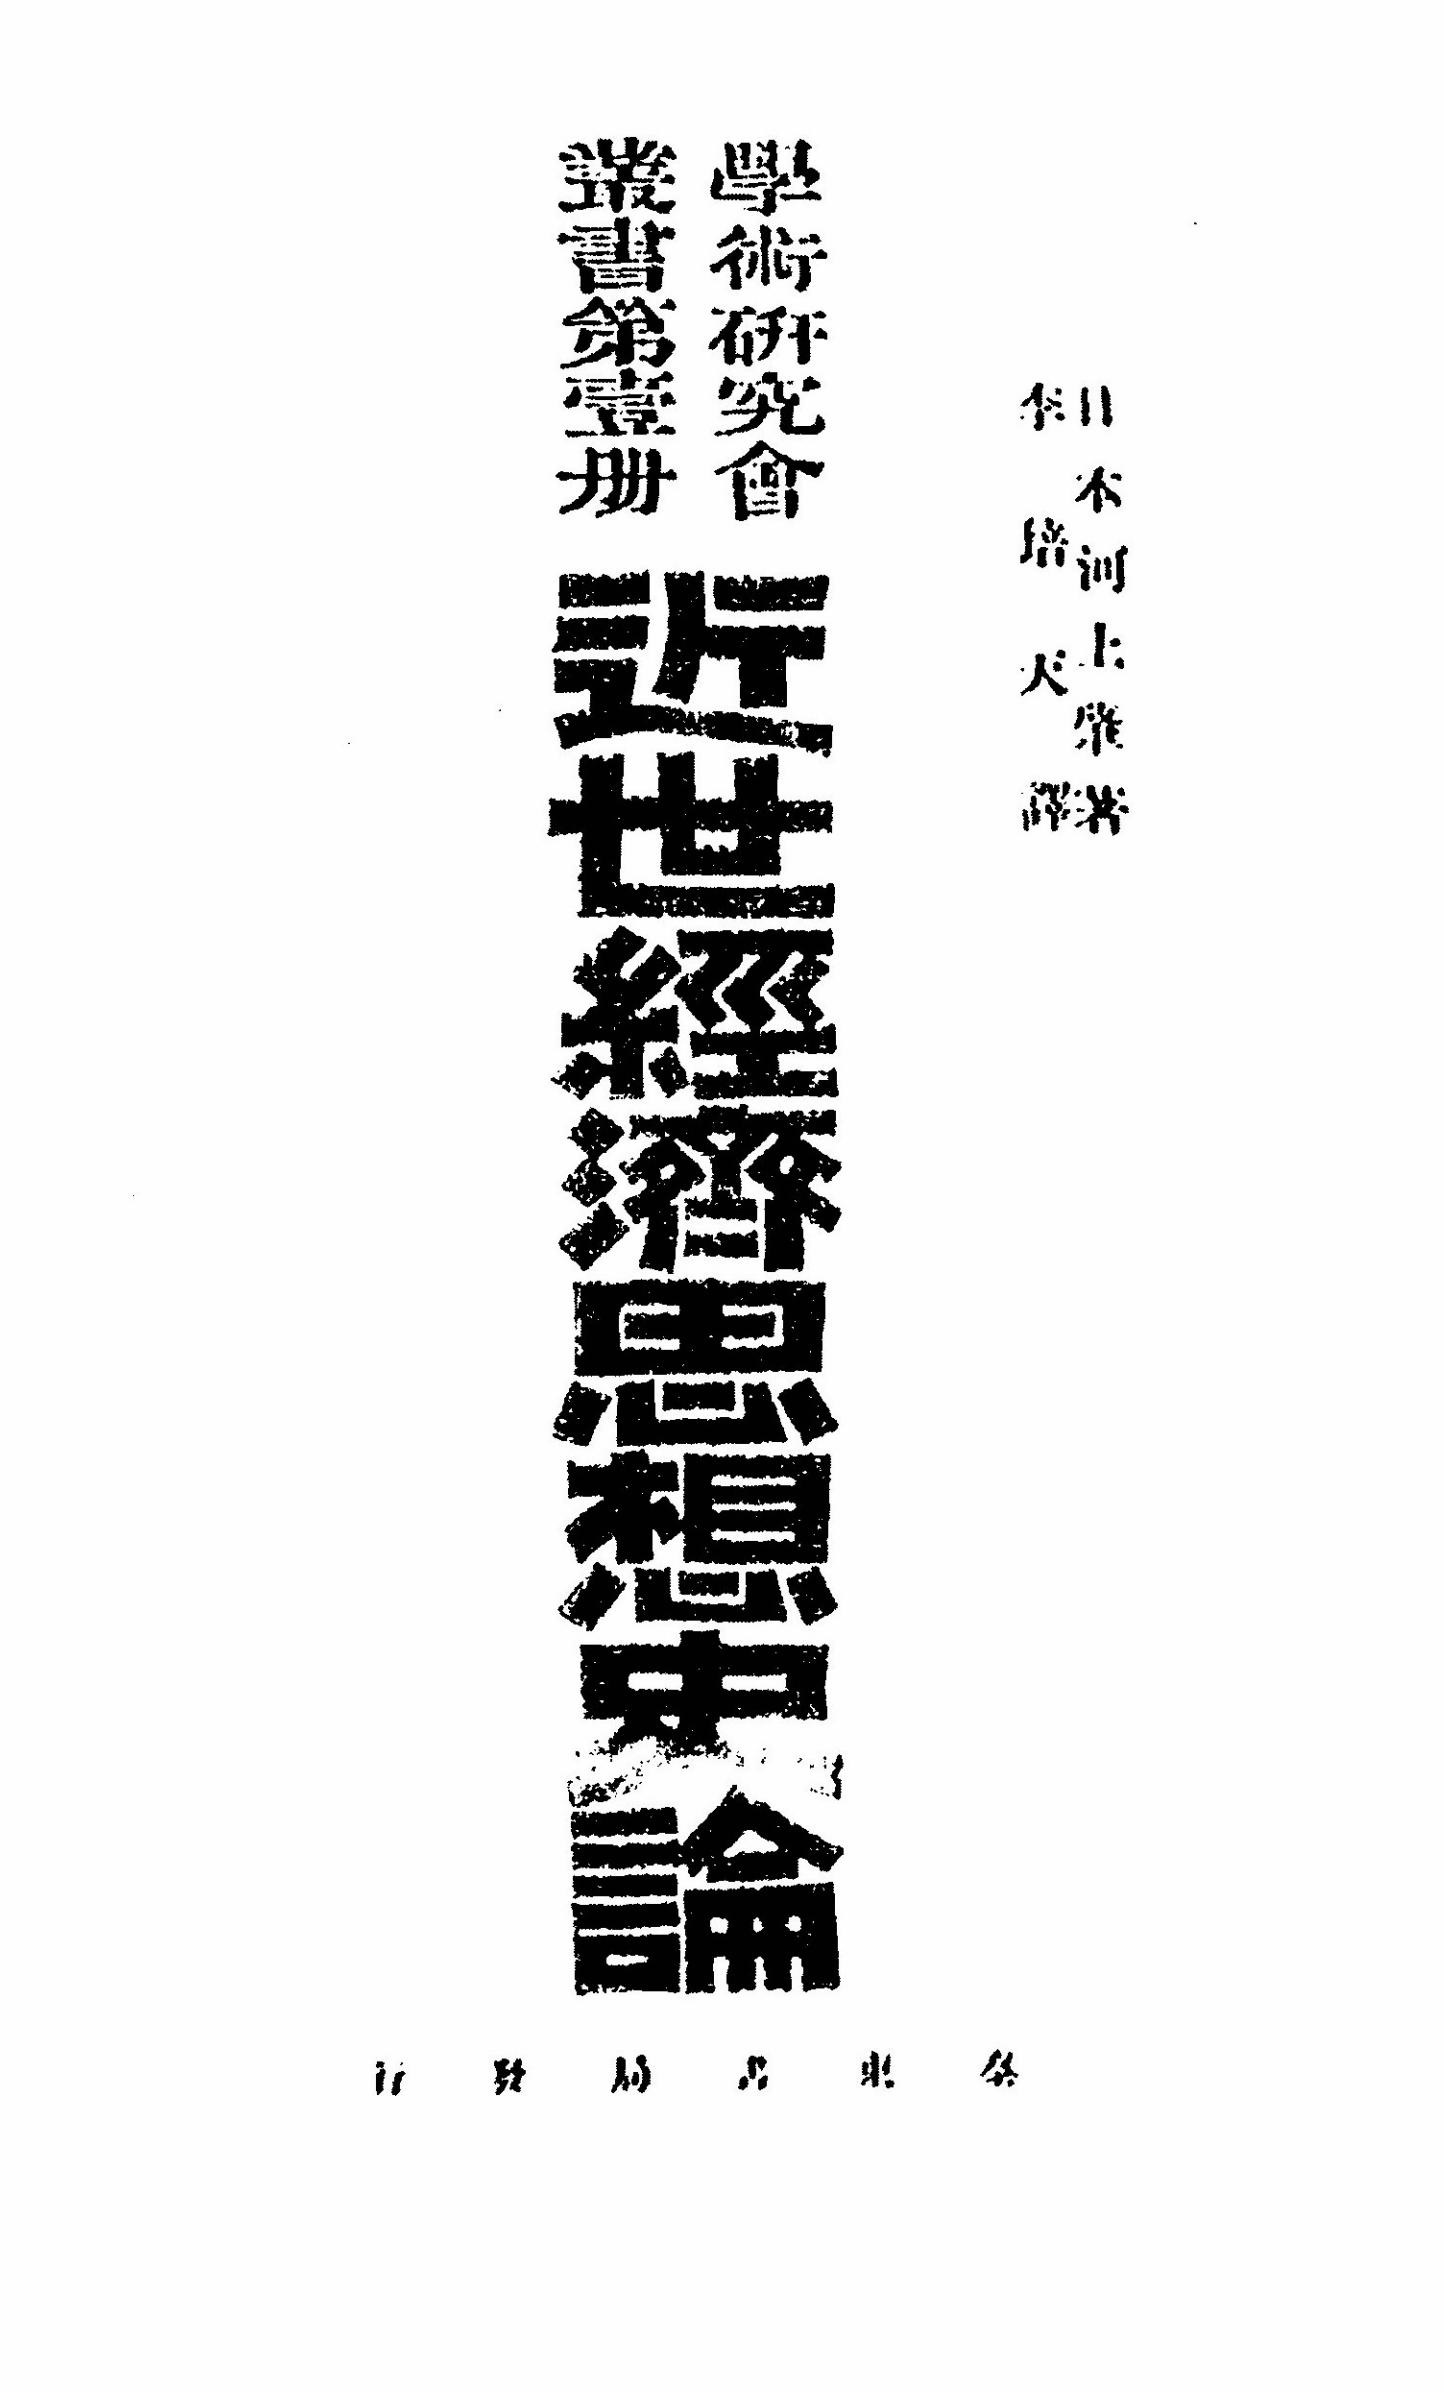 日本河上肇著
李培天譯
學術研究會
叢書第壹册
近世經濟思想史論
泰東書局發行